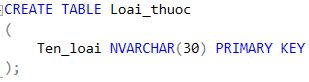 CREATE TABLE Loai_thuoc
(
    Ten_loai NVARCHAR(30) PRIMARY KEY
);